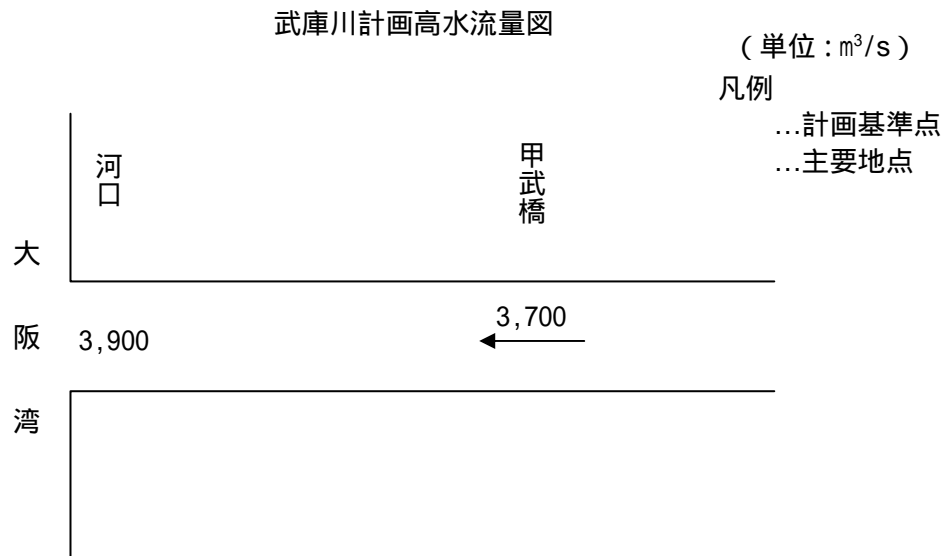 武庫川計画高水流量図
(単位:㎥/s)
凡例
…計画基準点
…主要地点
河口
甲武橋
大阪湾
3,900
3,700